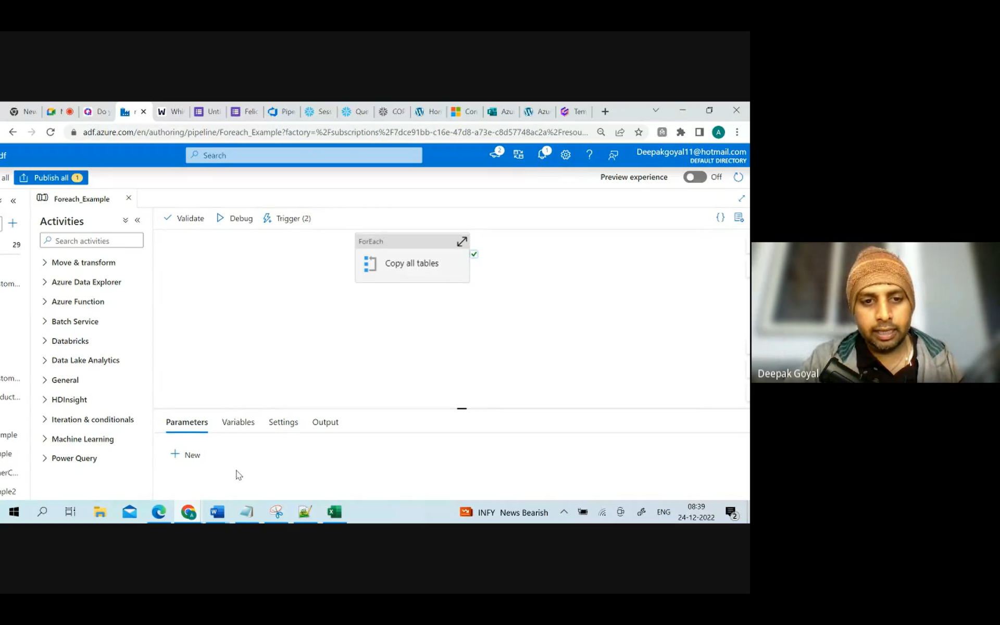 New
Do y
r
Whi
Unti
Felic
Pipe
Sess
Que
COP
Hon
Con
Azu
Azu
Tem
adf.azure.com/en/authoring/pipeline/Foreach_Example?factory=%2Fsubscriptions%2F7dce91bb-c16e-47d8-a73e-c8d57748ac2a%2Fresou...
A
df
Search
2
1
Deepakgoyal11@hotmail.com
DEFAULT DIRECTORY
all
Publish all 1
Preview experience
Off
Foreach_Example
Activities
Validate
Debug
Trigger (2)
Search activities
29
ForEach
Copy all tables
Move & transform
Azure Data Explorer
tom...
Azure Function
Batch Service
Databricks
Data Lake Analytics
General
tom...
HDInsight
duct...
Iteration & conditionals
mple
Machine Learning
ple
Power Query
erC...
nple2
Parameters Variables Settings Output
New
Deepak Goyal
INFY News Bearish
ENG
08:39
24-12-2022
2